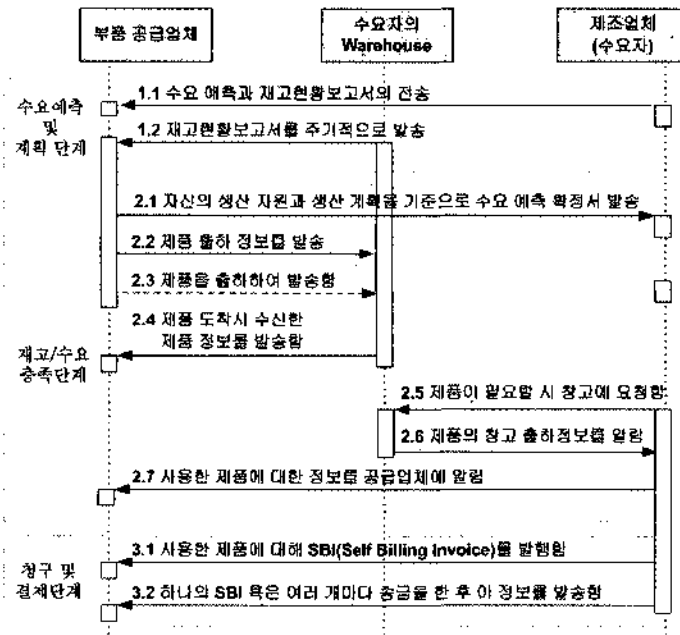 부품 공급업체
수요자의
Warehouse
제조업체
(수요자)
수요예측
및
계획 단계
1.1 수요 예측과 재고현황보고서의 전송
1.2 재고현황보고서를 주기적으로 발송
2.1 자신의 생산 자원과 생산 계획을 기준으로 수요 예측 확정서 발송
2.2 제품 출하 정보를 발송
2.3 제품을 출하하여 발송함
2.4 제품 도착시 수신한
제품 정보를 발송함
재고/수요
충족단계
2.5 제품이 필요할 시 창고에 요청함
2.6 제품의 창고 출하정보를 알림
2.7 사용한 제품에 대한 정보를 공급업체에 알림
3.1 사용한 제품에 대해 SBI(Self Billing Invoice)를 발행함
청구 및
결제단계
3.2 하나의 SBI 혹은 여러 개마다 송금을 한 후 이 정보를 발송함